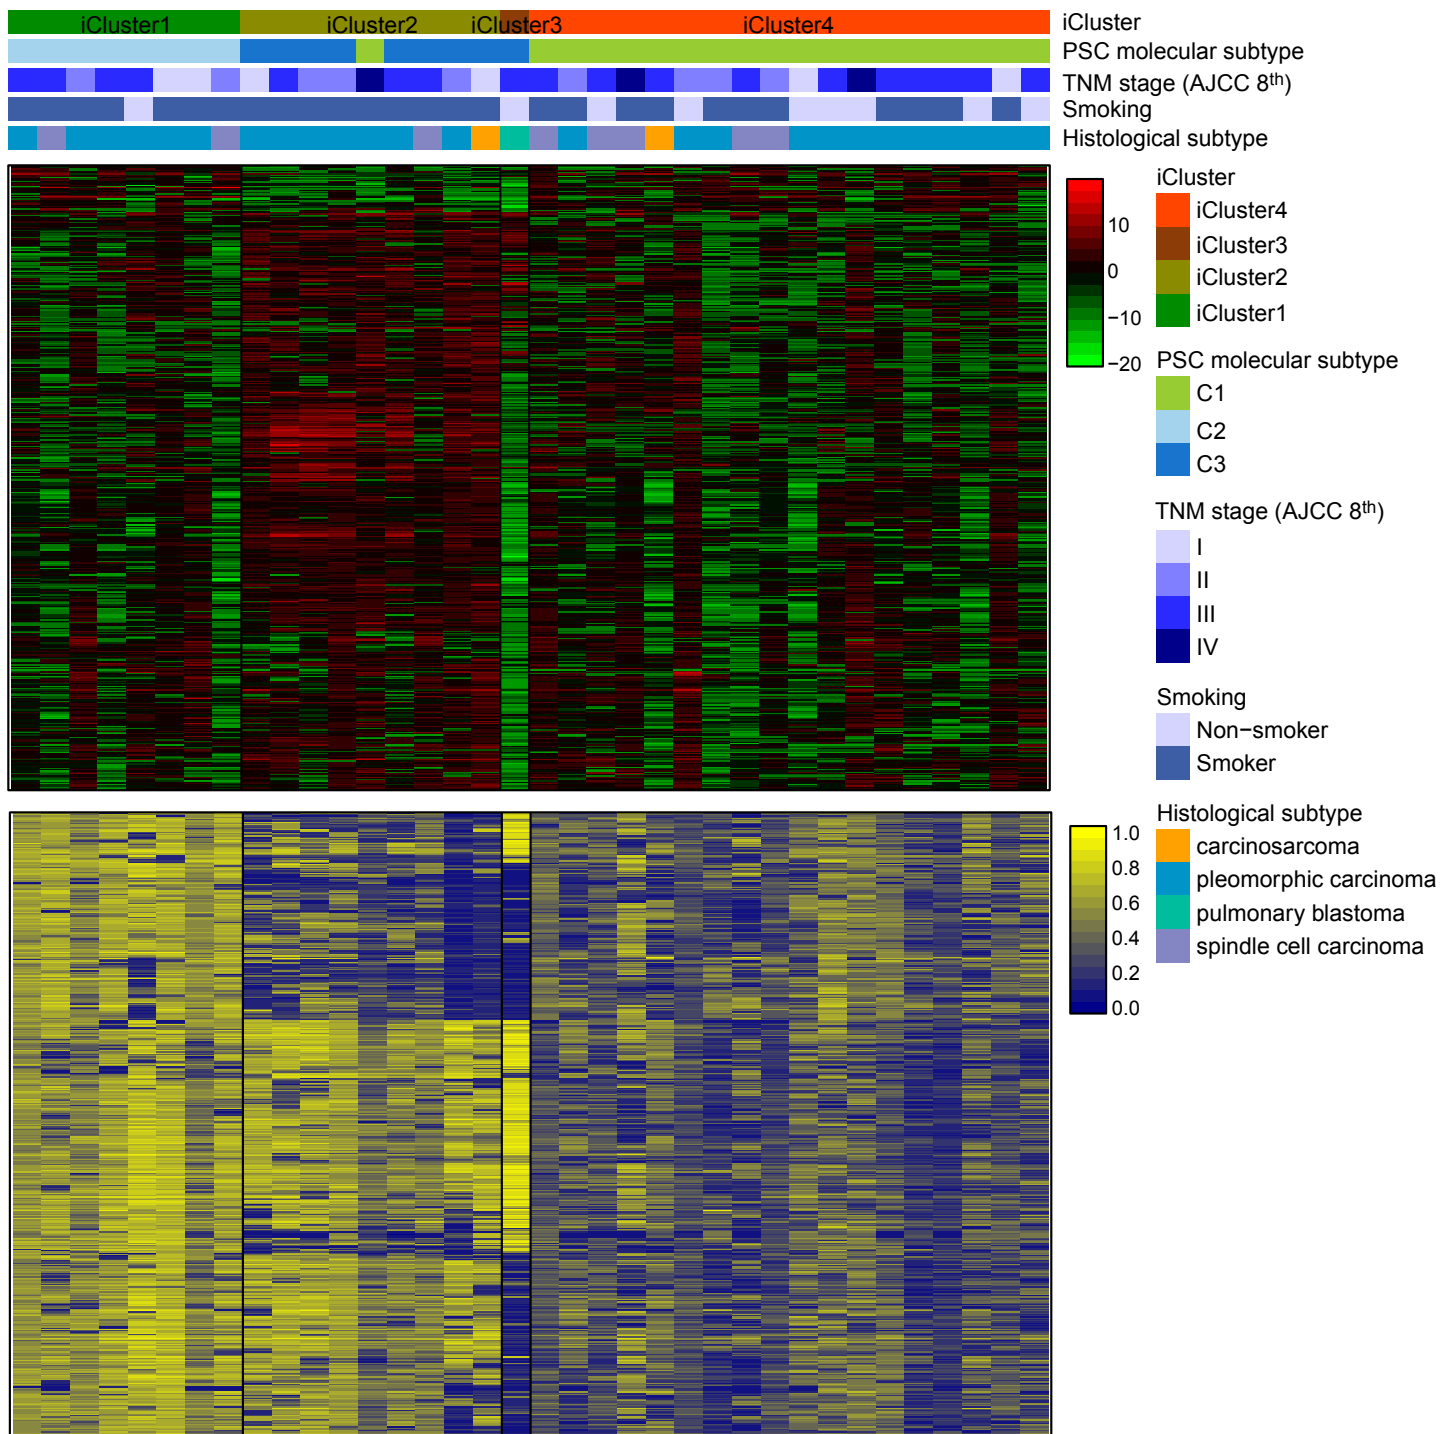 iCluster1 iCluster2 iCluster3 iCluster4 iCluster
PSC molecular subtype
TNM stage (AJCC 8th)
Smoking
Histological subtype
10
0
−10
−20
iCluster
iCluster4
iCluster3
iCluster2
iCluster1
PSC molecular subtype
C1
C2
C3
TNM stage (AJCC 8th)
I
II
III
IV
Smoking
Non−smoker
Smoker
1.0
0.8
0.6
0.4
0.2
0.0
Histological subtype
carcinosarcoma
pleomorphic carcinoma
pulmonary blastoma
spindle cell carcinoma